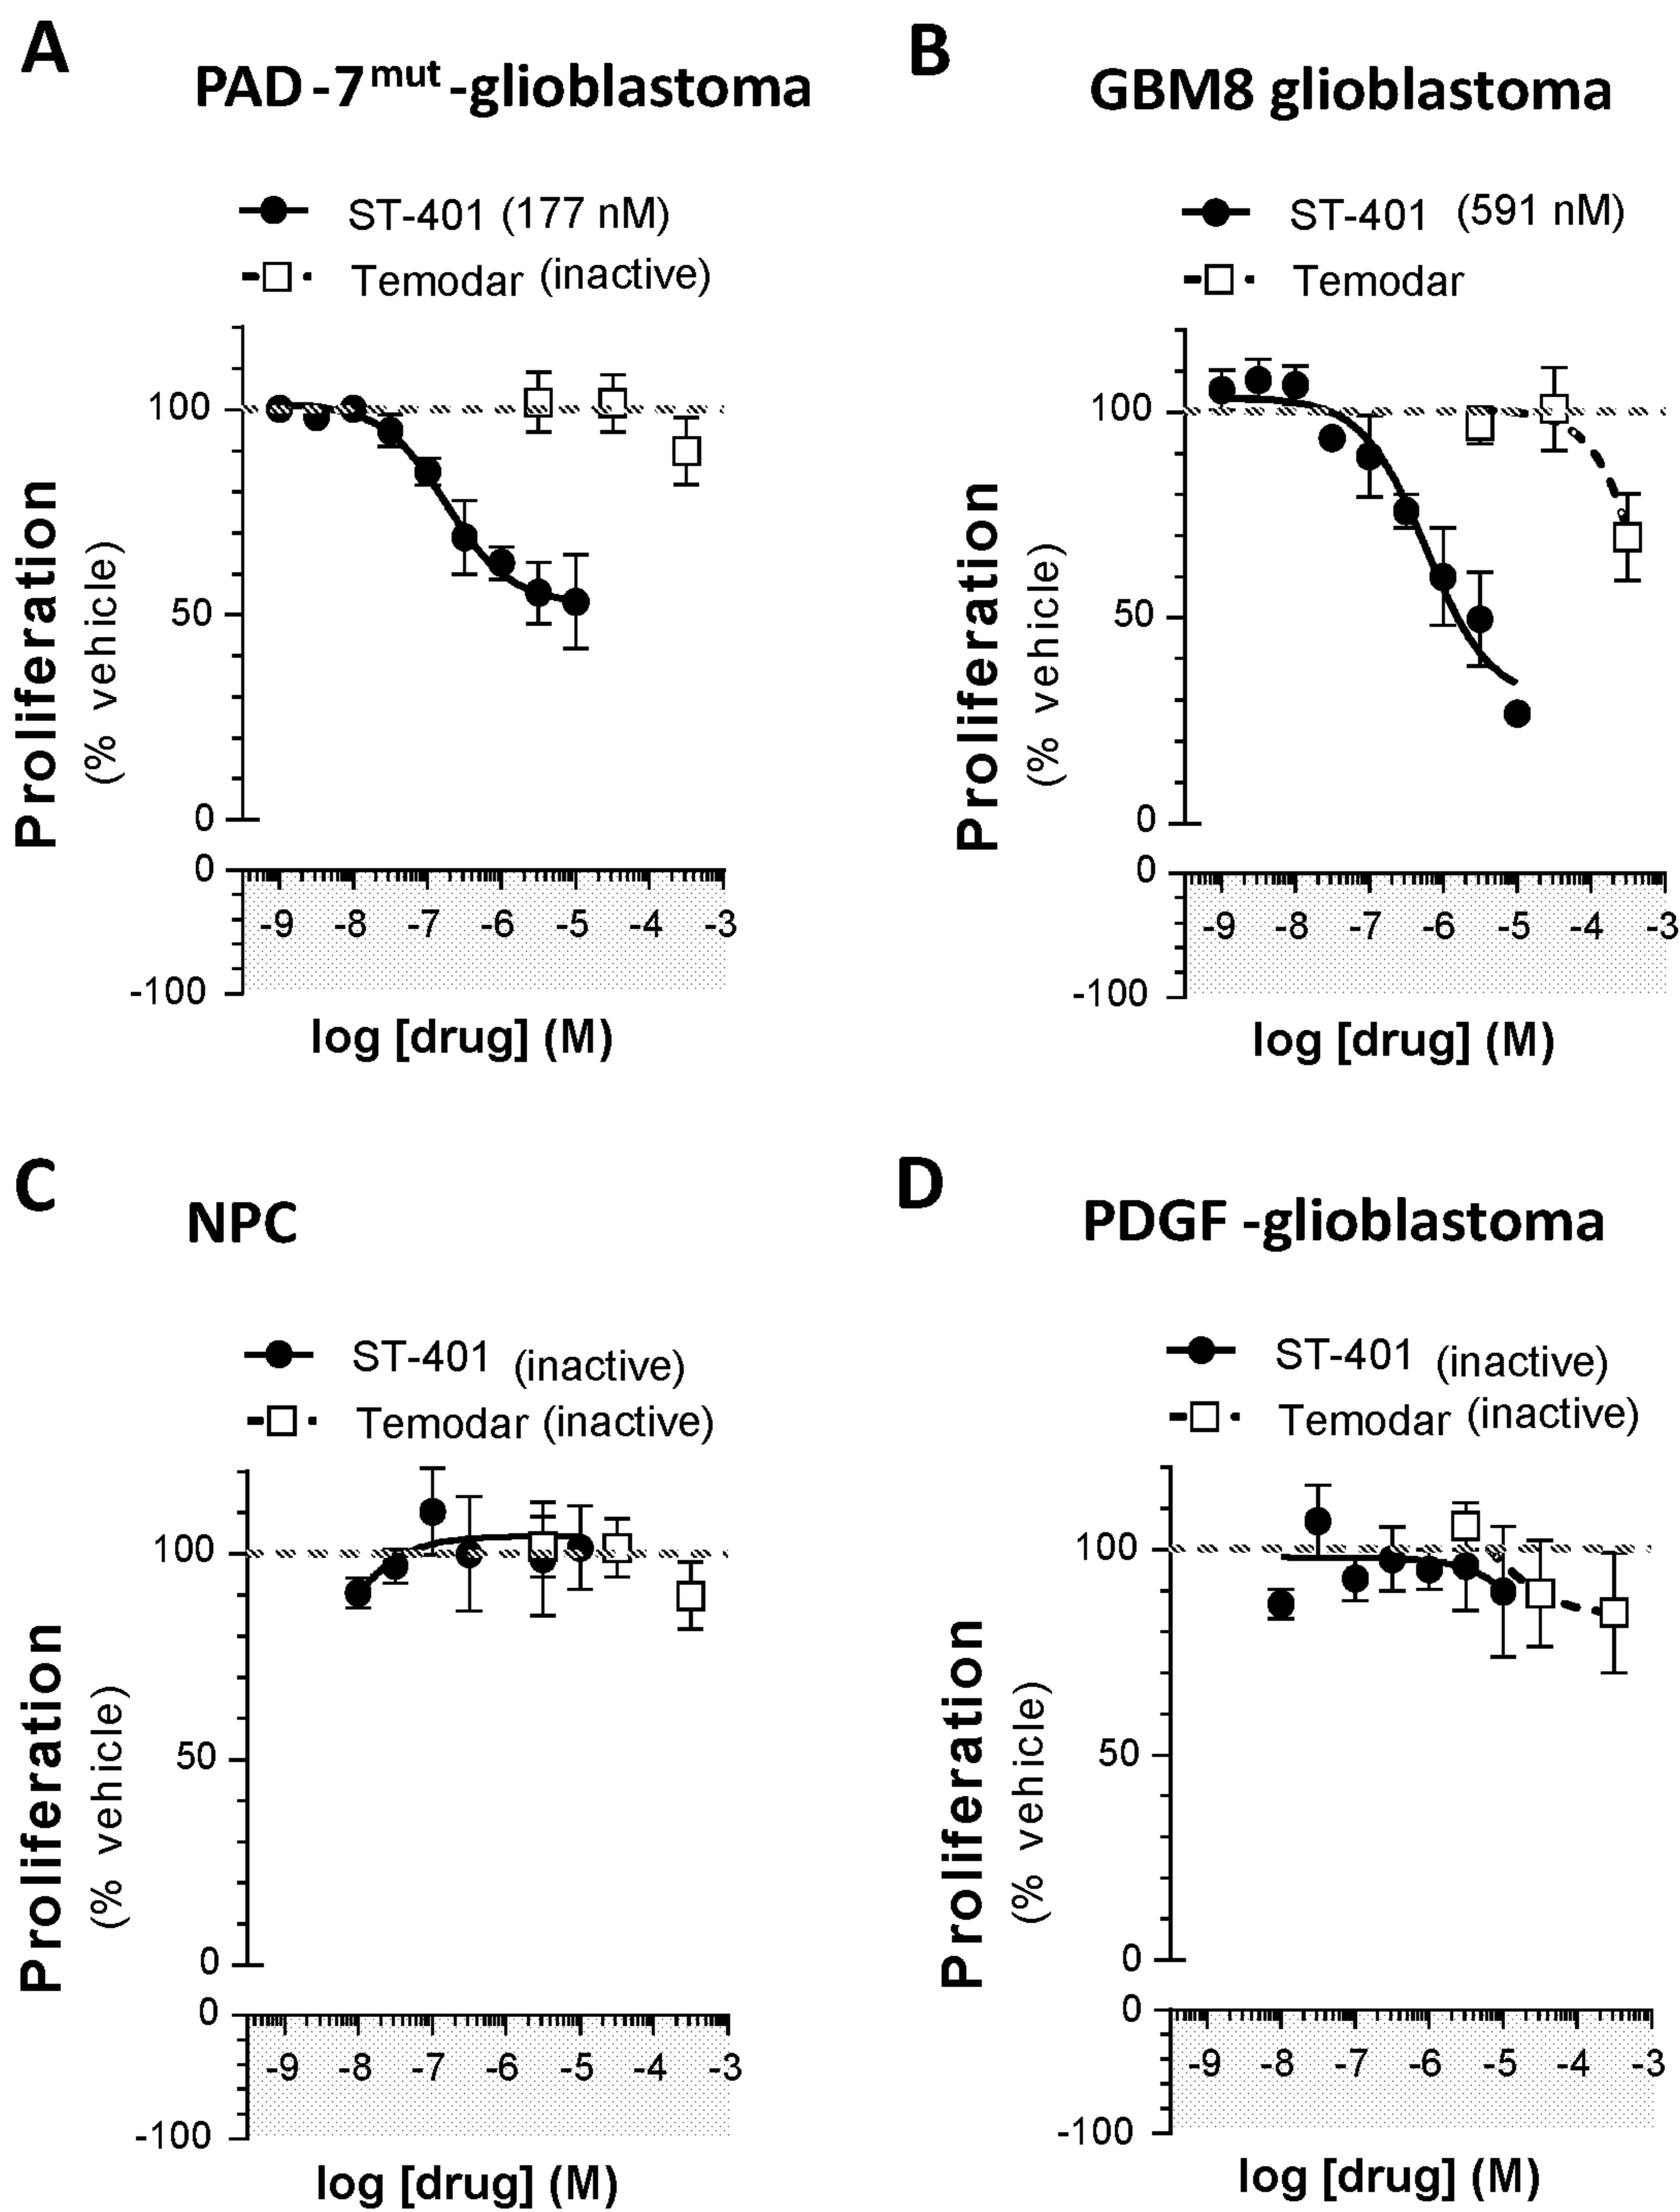 A
PAD-7mut-glioblastoma
ST-401 (177 nM)
Temodar (inactive)
Proliferation
(% vehicle)
100
50
0
0
-100
-9 -8 -7 -6 -5 -4 -3
log [drug] (M)
B
GBM8 glioblastoma
ST-401 (591 nM)
Temodar
Proliferation
(% vehicle)
100
50
0
0
-100
-9 -8 -7 -6 -5 -4 -3
log [drug] (M)
C
NPC
ST-401 (inactive)
Temodar (inactive)
Proliferation
(% vehicle)
100
50
0
0
-100
-9 -8 -7 -6 -5 -4 -3
log [drug] (M)
D
PDGF -glioblastoma
ST-401 (inactive)
Temodar (inactive)
Proliferation
(% vehicle)
100
50
0
0
-100
-9 -8 -7 -6 -5 -4 -3
log [drug] (M)